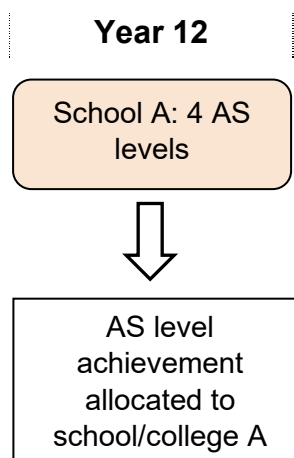 Year 12
School A: 4 AS
levels
AS level
achievement
allocated to
school/college A